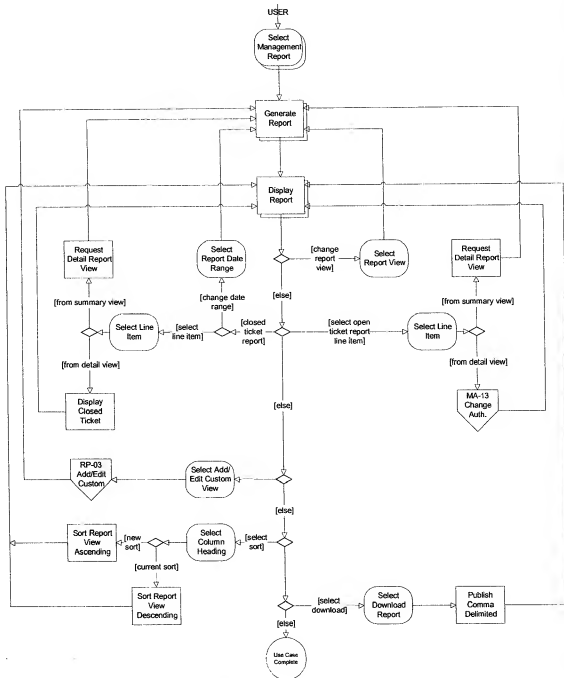 USER
Select
Management
Report
Generate
Report
Display
Report
Request
Detail Report
View
Select
Report Date
Range
[change
report
view]
Select
Report View
Request
Detail Report
View
[from summary view]
[change date
range]
[else]
[from summary view]
Select Line
Item
[select
line item]
[closed
ticket
report]
[select open
ticket report
line item]
Select Line
Item
[from detail view]
[from detail view]
Display
Closed
Ticket
MA-13
Change
Auth.
[else]
RP-03
Add/Edit
Custom
Select Add/
Edit Custom
View
[else]
Sort Report
View
Ascending
[new
sort]
Select
Column
Heading
[select
sort]
[current sort]
Sort Report
View
Descending
[else]
[select
download]
Select
Download
Report
Publish
Comma
Delimited
[else]
Use Case
Complete